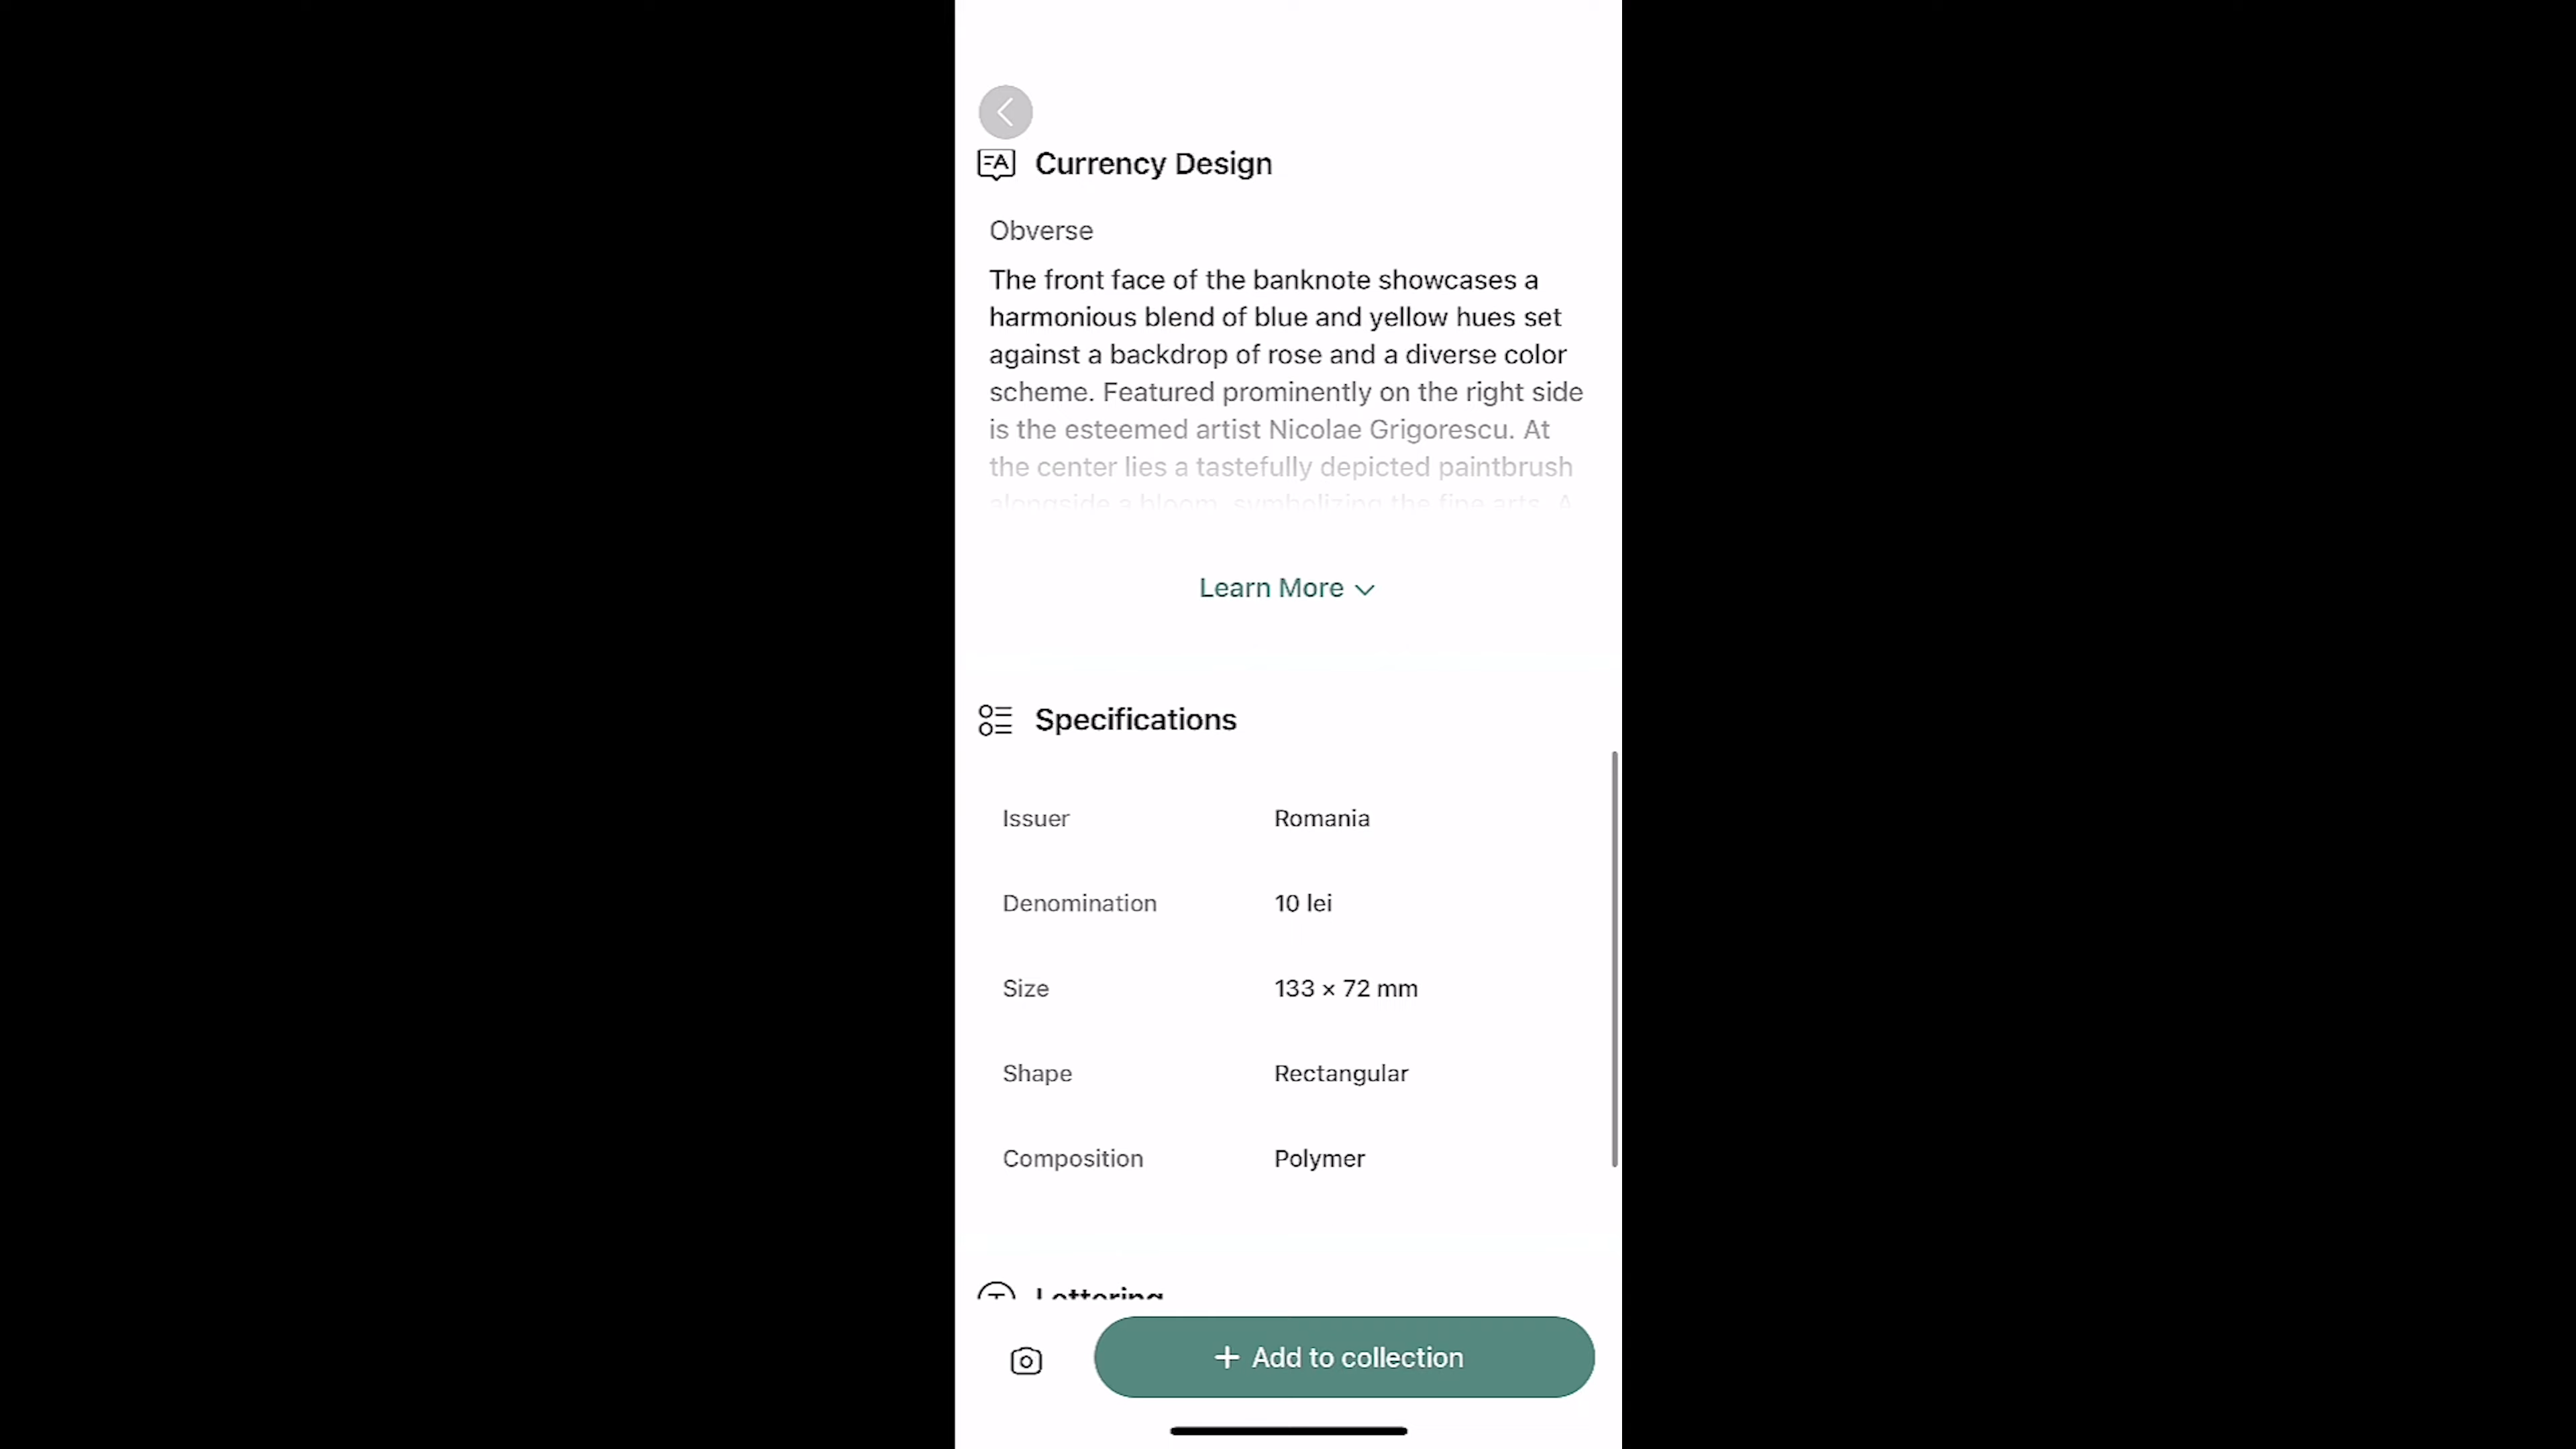 Currency Design
Obverse
The front face of the banknote showcases a
harmonious blend of blue and yellow hues set
against a backdrop of rose and a diverse color
scheme. Featured prominently on the right side
is the esteemed artist Nicolae Grigorescu. At
the center lies a tastefully depicted paintbrush
alongside a bloom, symbolizing the fine arts. A
Learn More
Specifications
Issuer Romania
Denomination 10 lei
Size 133 × 72 mm
Shape Rectangular
Composition Polymer
Lettering
+ Add to collection